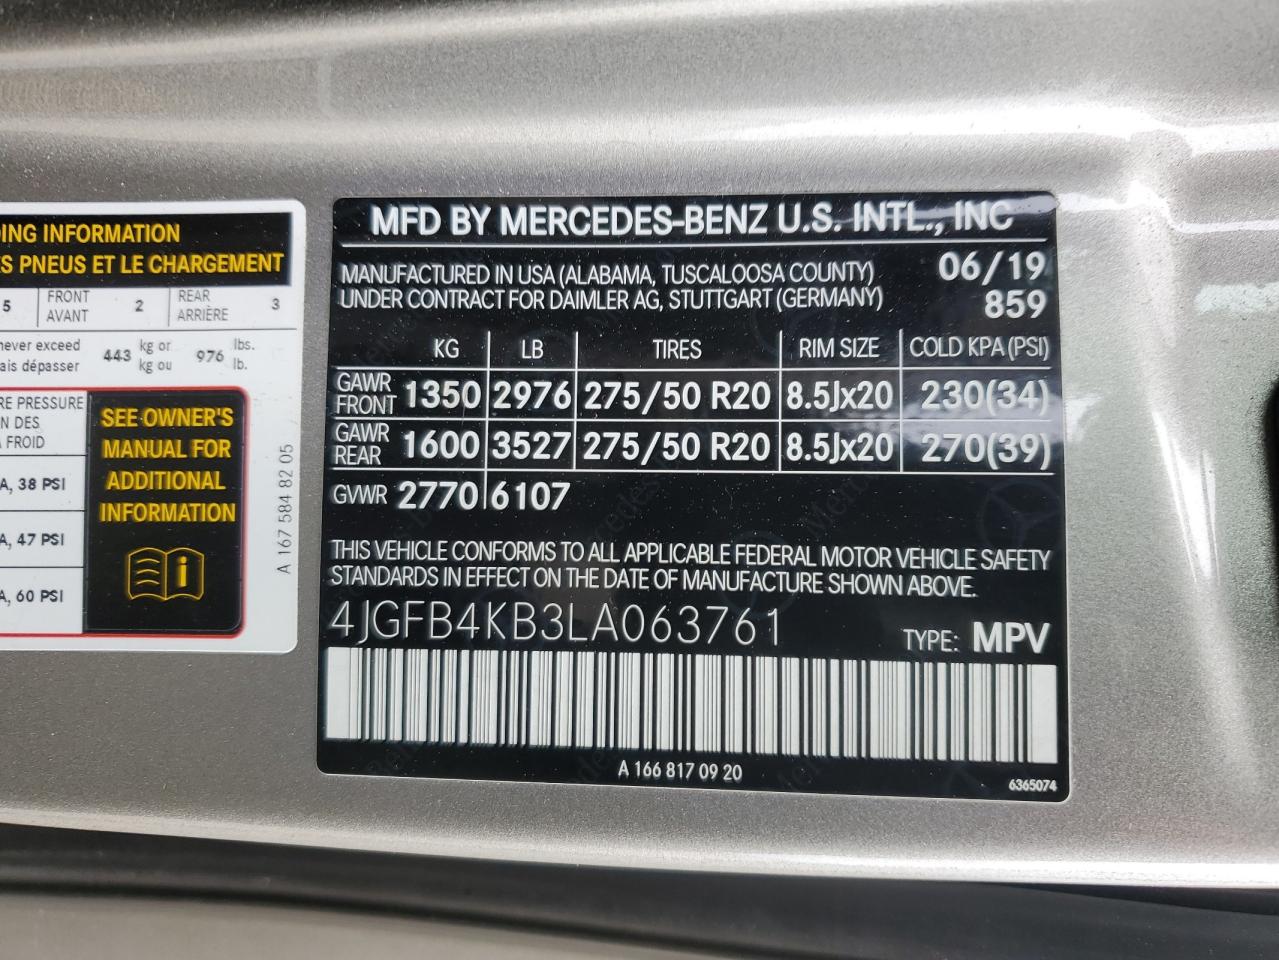 DING INFORMATION
ES PNEUS ET LE CHARGEMENT
5 FRONT AVANT 2 REAR ARRIÈRE 3
never exceed
ais dépasser
443 kg or kg ou 976 lbs. lb.
RE PRESSURE
N DES
FROID
A, 38 PSI
A, 47 PSI
A, 60 PSI
SEE OWNER'S
MANUAL FOR
ADDITIONAL
INFORMATION
A 167 584 82 05
MFD BY MERCEDES-BENZ U.S. INTL., INC
MANUFACTURED IN USA (ALABAMA, TUSCALOOSA COUNTY) 06/19
UNDER CONTRACT FOR DAIMLER AG, STUTTGART (GERMANY) 859
KG LB TIRES RIM SIZE COLD KPA (PSI)
GAWR FRONT 1350 2976 275/50 R20 8.5Jx20 230(34)
GAWR REAR 1600 3527 275/50 R20 8.5Jx20 270(39)
GVWR 2770 6107
THIS VEHICLE CONFORMS TO ALL APPLICABLE FEDERAL MOTOR VEHICLE SAFETY
STANDARDS IN EFFECT ON THE DATE OF MANUFACTURE SHOWN ABOVE.
4JGFB4KB3LA063761 TYPE: MPV
A 166 817 09 20
6365074